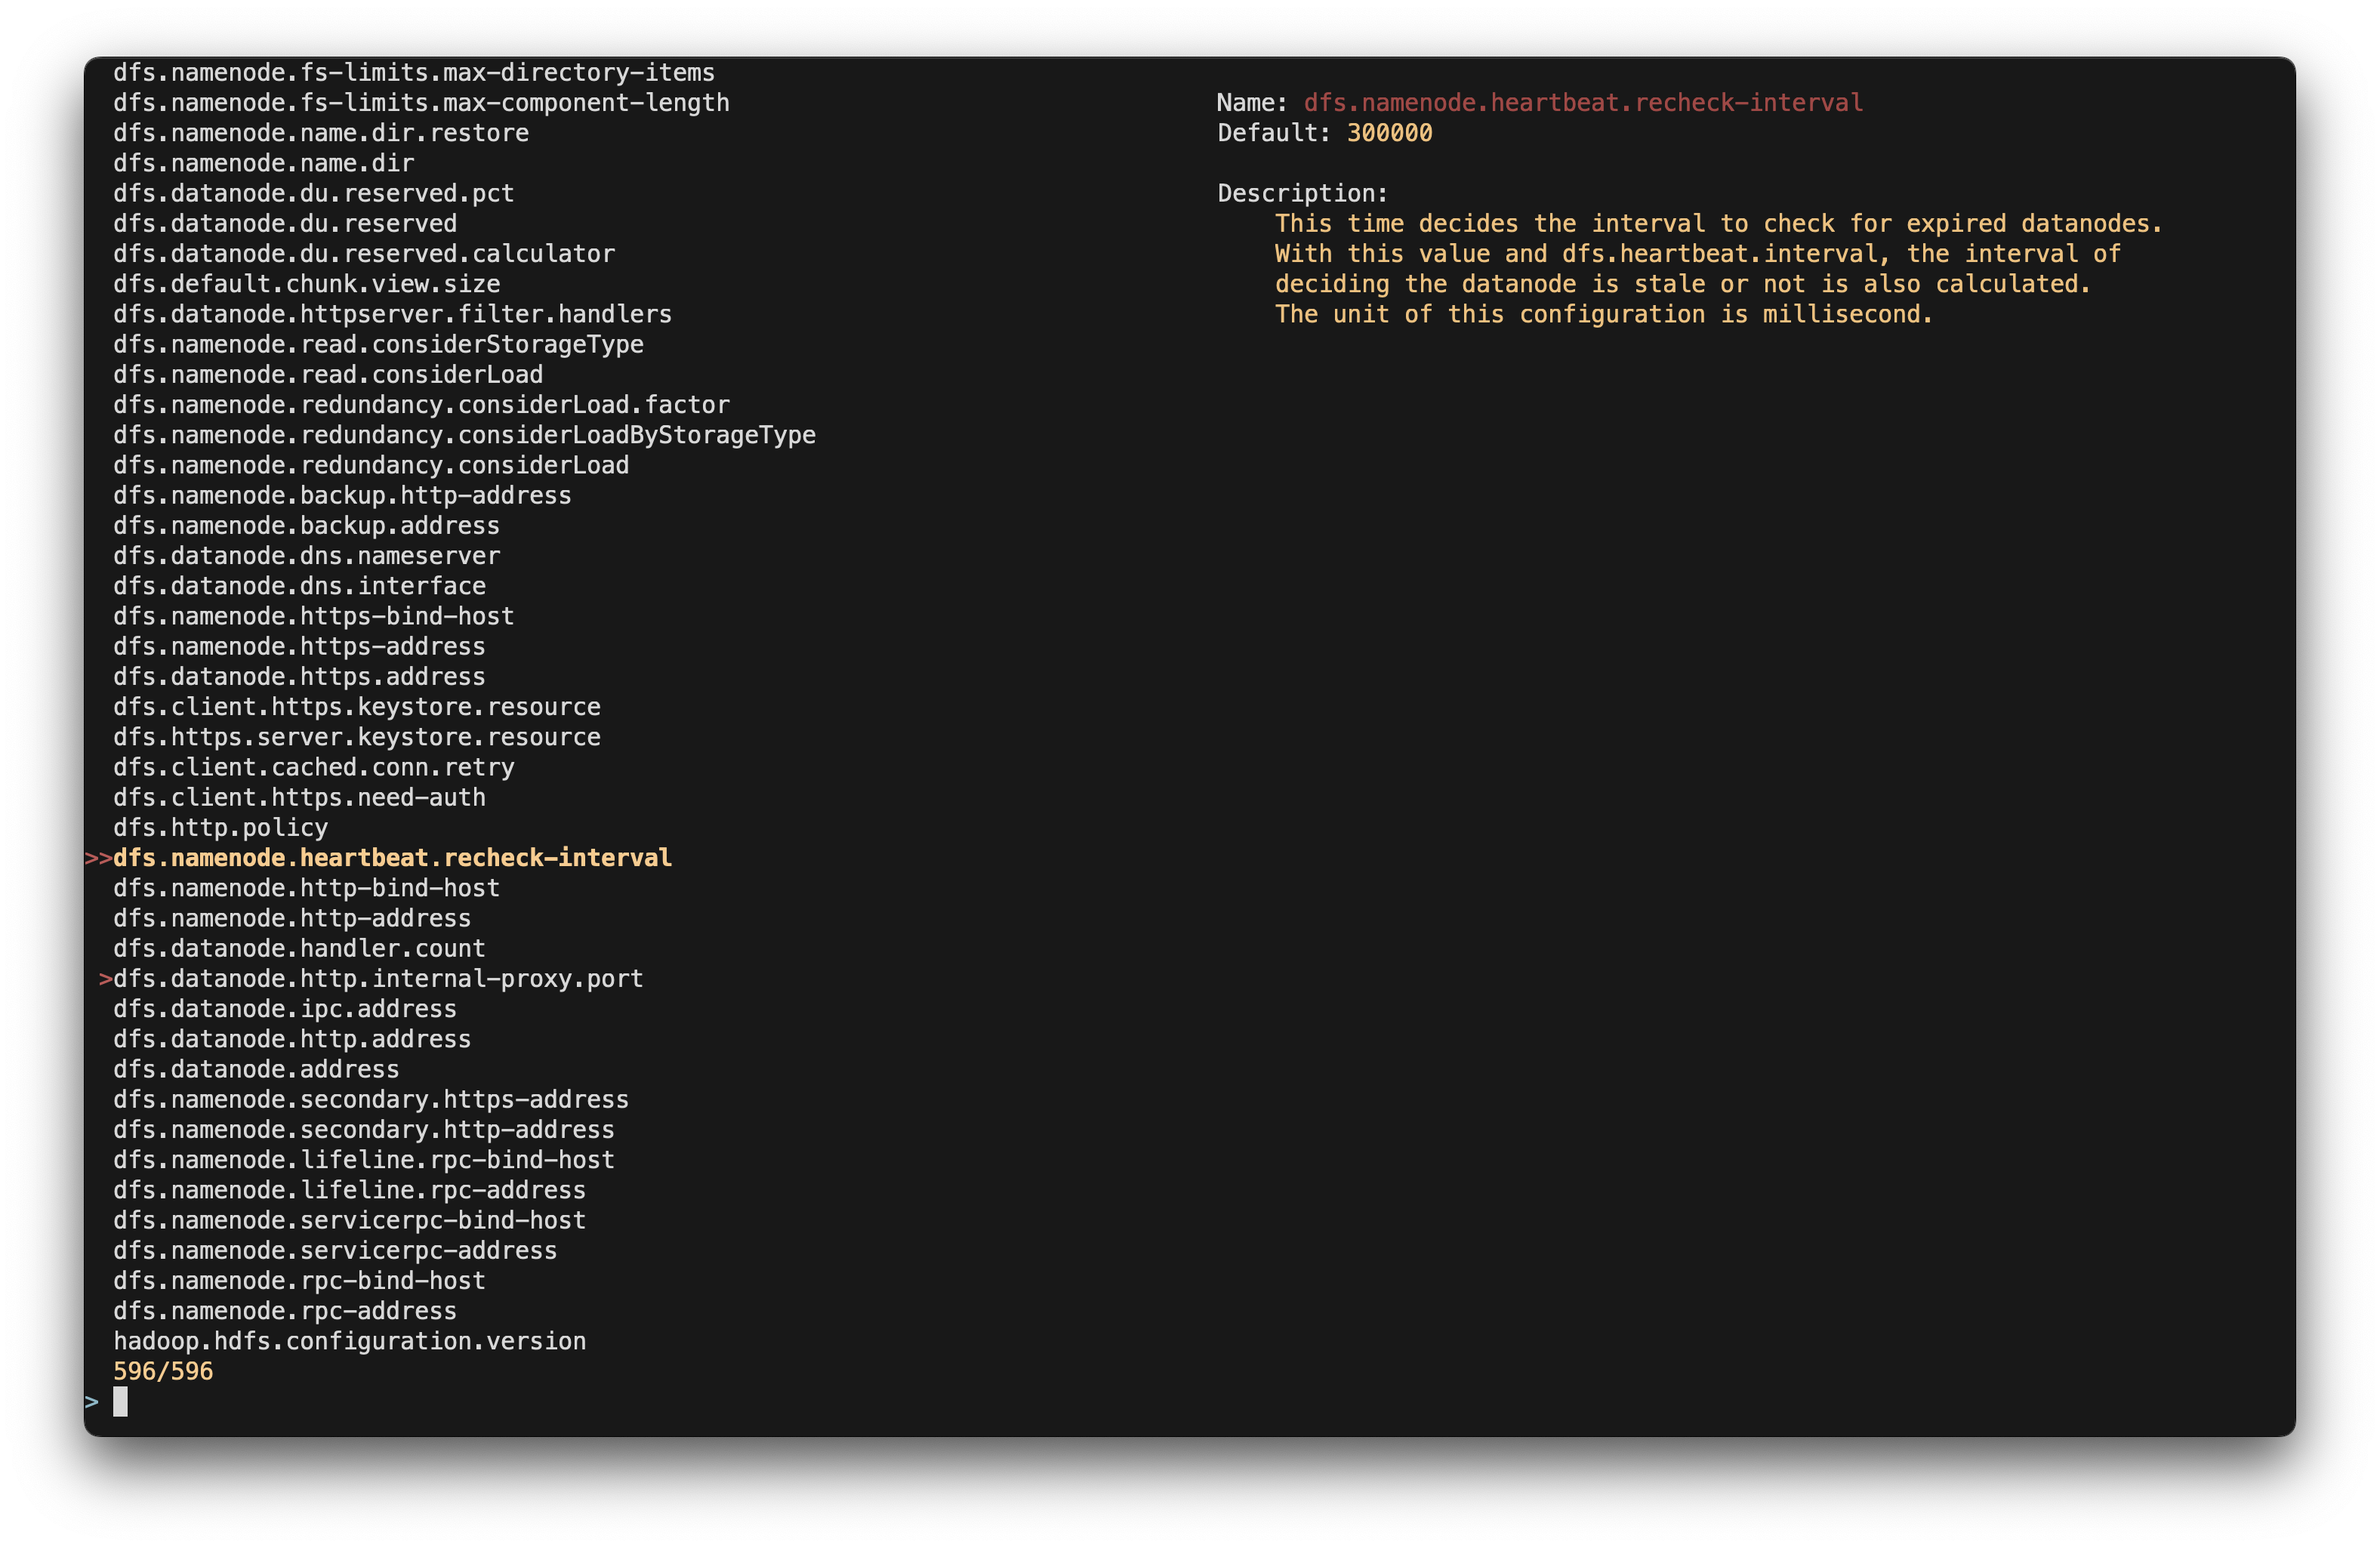 dfs.namenode.fs-limits.max-directory-items
dfs.namenode.fs-limits.max-component-length
dfs.namenode.name.dir.restore
dfs.namenode.name.dir
dfs.datanode.du.reserved.pct
dfs.datanode.du.reserved
dfs.datanode.du.reserved.calculator
dfs.default.chunk.view.size
dfs.datanode.httpserver.filter.handlers
dfs.namenode.read.considerStorageType
dfs.namenode.read.considerLoad
dfs.namenode.redundancy.considerLoad.factor
dfs.namenode.redundancy.considerLoadByStorageType
dfs.namenode.redundancy.considerLoad
dfs.namenode.backup.http-address
dfs.namenode.backup.address
dfs.datanode.dns.nameserver
dfs.datanode.dns.interface
dfs.namenode.https-bind-host
dfs.namenode.https-address
dfs.datanode.https.address
dfs.client.https.keystore.resource
dfs.https.server.keystore.resource
dfs.client.cached.conn.retry
dfs.client.https.need-auth
dfs.http.policy
>>dfs.namenode.heartbeat.recheck-interval
dfs.namenode.http-bind-host
dfs.namenode.http-address
dfs.datanode.handler.count
>dfs.datanode.http.internal-proxy.port
dfs.datanode.ipc.address
dfs.datanode.http.address
dfs.datanode.address
dfs.namenode.secondary.https-address
dfs.namenode.secondary.http-address
dfs.namenode.lifeline.rpc-bind-host
dfs.namenode.lifeline.rpc-address
dfs.namenode.servicerpc-bind-host
dfs.namenode.servicerpc-address
dfs.namenode.rpc-bind-host
dfs.namenode.rpc-address
hadoop.hdfs.configuration.version
596/596
>
Name: dfs.namenode.heartbeat.recheck-interval
Default: 300000
Description:
This time decides the interval to check for expired datanodes.
With this value and dfs.heartbeat.interval, the interval of
deciding the datanode is stale or not is also calculated.
The unit of this configuration is millisecond.